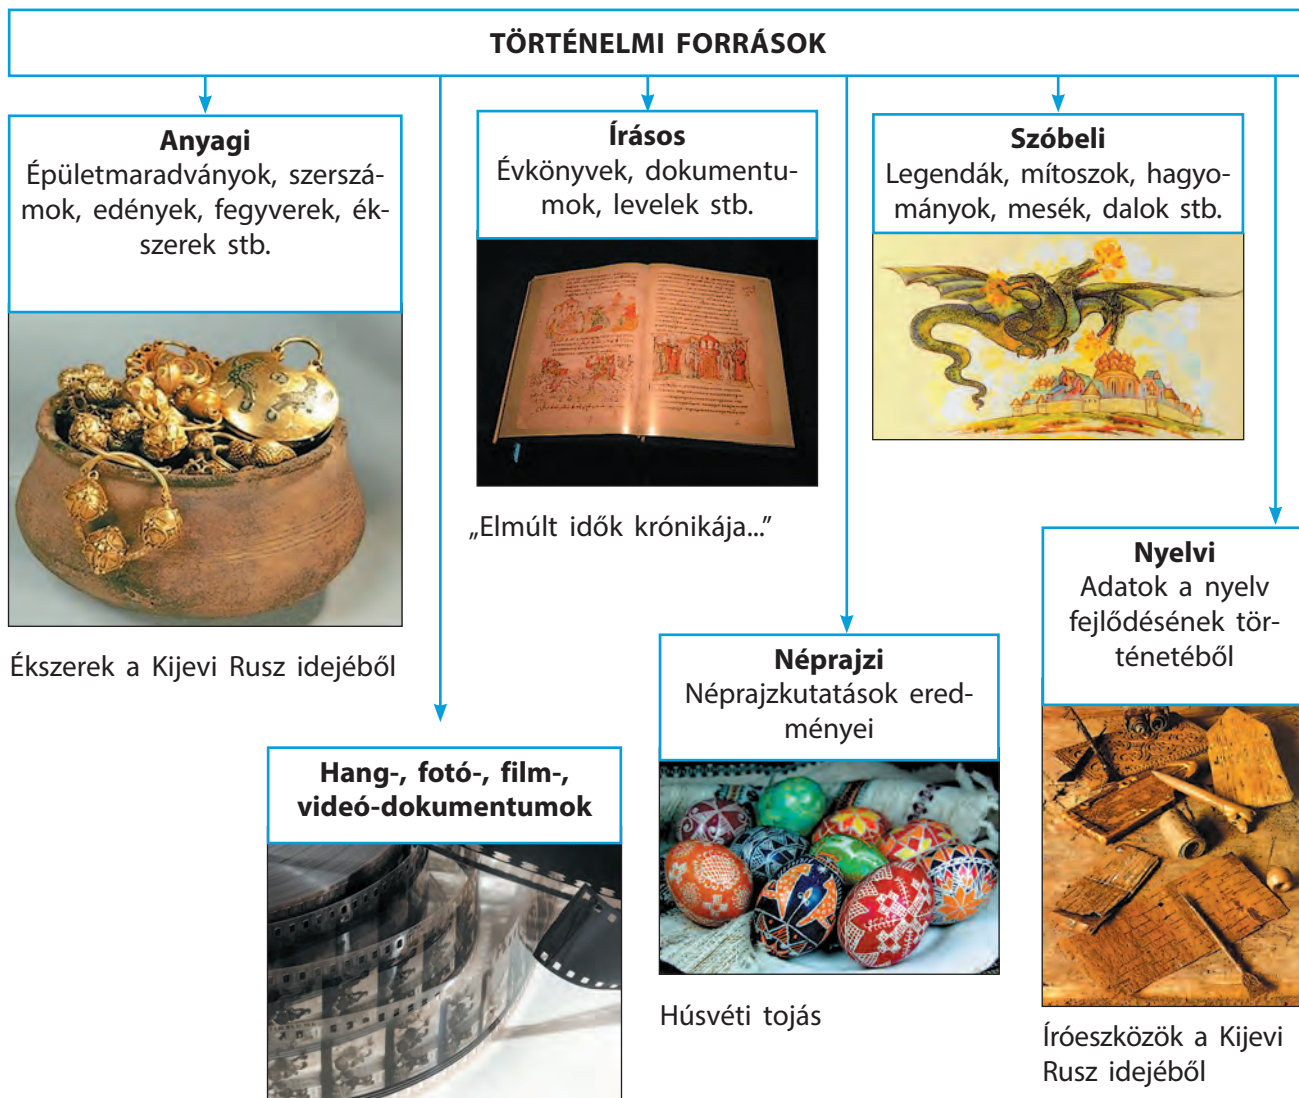 TÖRTÉNELMI FORRÁSOK
Anyagi
Épületmaradványok, szerszá-
mok, edények, fegyverek, ék-
szerek stb.
Írásos
Évkönyvek, dokumentu-
mok, levelek stb.
Szóbeli
Legendák, mítoszok, hagyo-
mányok, mesék, dalok stb.
„Elmúlt idők krónikája...”
Ékszerek a Kijevi Rusz idejéből
Nyelvi
Adatok a nyelv
fejlődésének tör-
ténetéből
Néprajzi
Néprajzkutatások ered-
ményei
Hang-, fotó-, film-,
videó-dokumentumok
Húsvéti tojás
Íróeszközök a Kijevi
Rusz idejéből